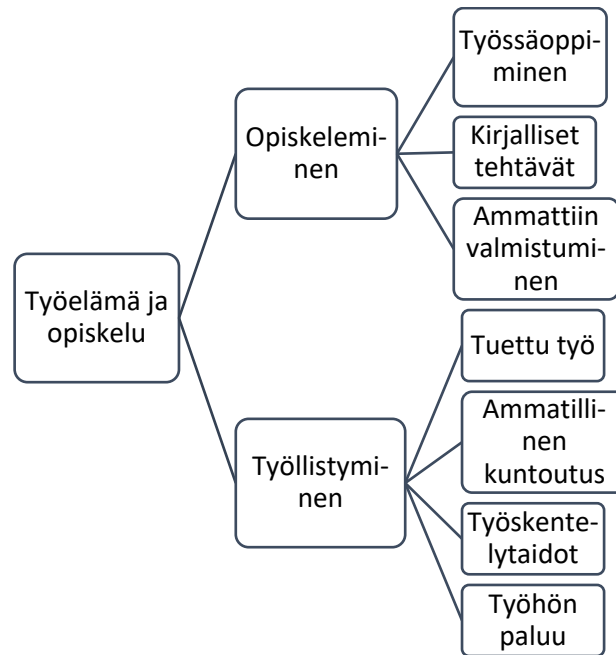 Työelämä ja
opiskelu
Opiskelemi-
nen
Työssäoppi-
minen
Kirjalliset
tehtävät
Ammattiin
valmistumi-
nen
Työllistymi-
nen
Tuettu työ
Ammatilli-
nen
kuntoutus
Työskente-
lytaidot
Työhön
paluu